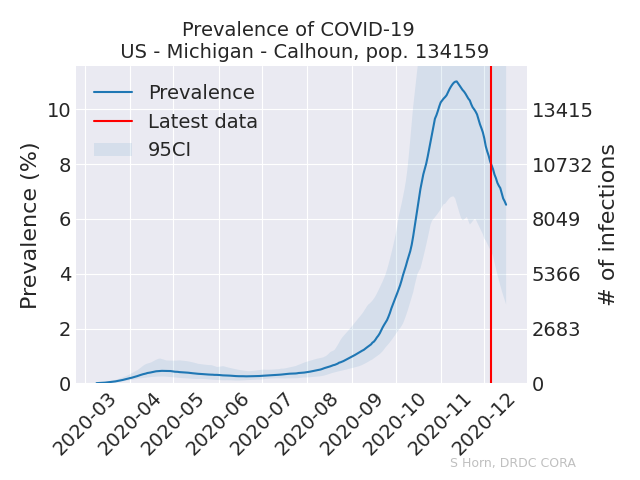 Prevalence of COVID-19
US - Michigan - Calhoun, pop. 134159
Prevalence
Latest data
95CI
Prevalence (%)
10
8
6
4
2
0
13415
10732
8049
5366
2683
0
# of infections
2020-03
2020-04
2020-05
2020-06
2020-07
2020-08
2020-09
2020-10
2020-11
2020-12
S Horn, DRDC CORA